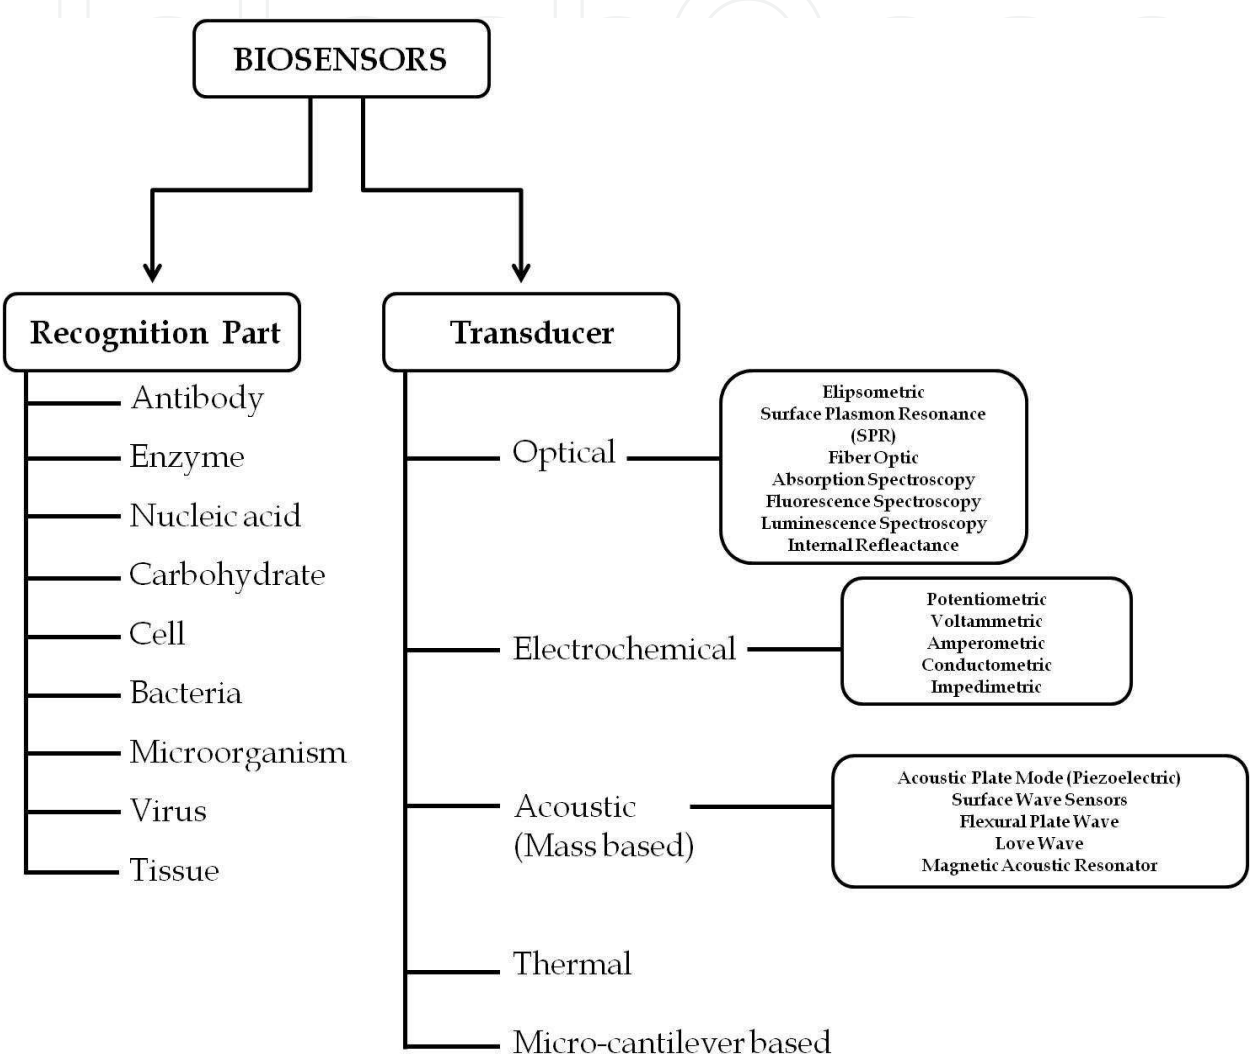 BIOSENSORS
Recognition Part
Antibody
Enzyme
Nucleic acid
Carbohydrate
Cell
Bacteria
Microorganism
Virus
Tissue
Transducer
Optical
Elipsometric
Surface Plasmon Resonance
(SPR)
Fiber Optic
Absorption Spectroscopy
Fluorescence Spectroscopy
Luminescence Spectroscopy
Internal Refleactance
Electrochemical
Potentiometric
Voltammetric
Amperometric
Conductometric
Impedimetric
Acoustic
(Mass based)
Acoustic Plate Mode (Piezoelectric)
Surface Wave Sensors
Flexural Plate Wave
Love Wave
Magnetic Acoustic Resonator
Thermal
Micro-cantilever based